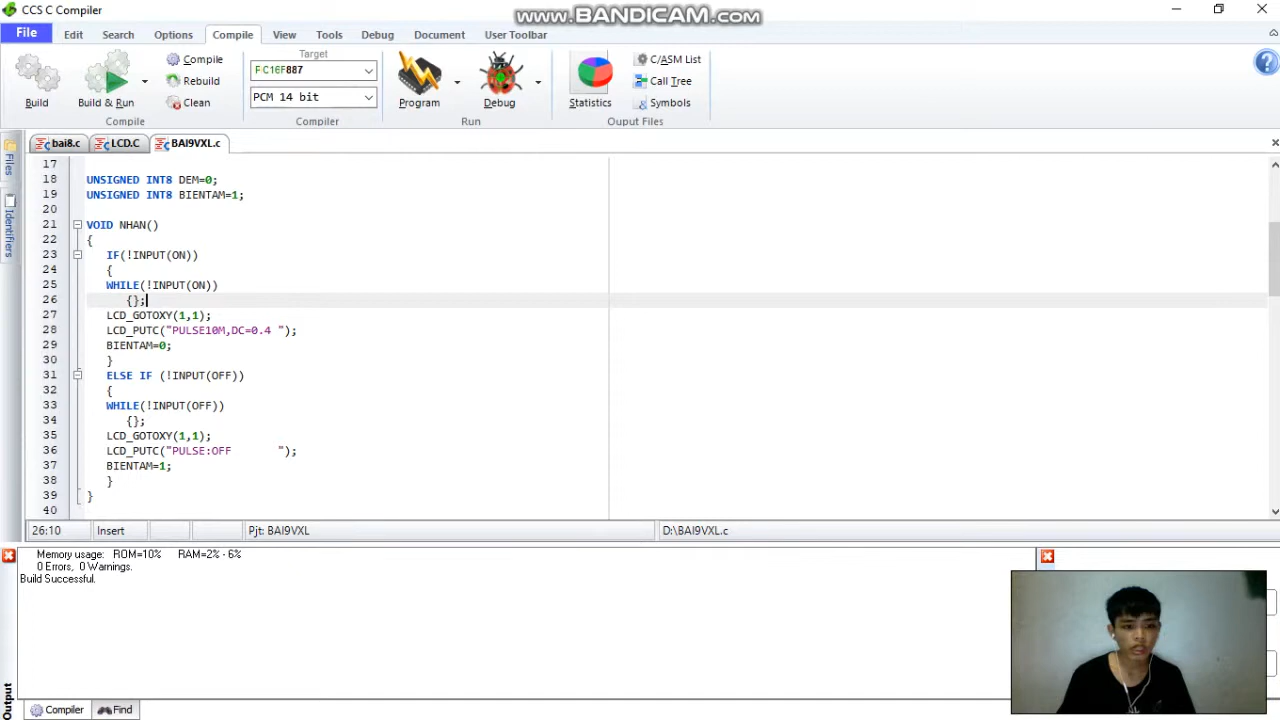 CCS C Compiler
www.BANDICAM.com
File Edit Search Options Compile View Tools Debug Document User Toolbar
Build
Build & Run
Compile
Rebuild
Clean
Compile
Target
PIC16F887
PCM 14 bit
Compiler
Program
Debug
Run
Statistics
C/ASM List
Call Tree
Symbols
Ouput Files
Files
Identifiers
bai8.c LCD.C BAI9VXL.c
17
18 UNSIGNED INT8 DEM=0;
19 UNSIGNED INT8 BIENTAM=1;
20
21 VOID NHAN()
22 {
23 IF(!INPUT(ON))
24 {
25 WHILE(!INPUT(ON))
26 {};
27 LCD_GOTOXY(1,1);
28 LCD_PUTC("PULSE10M,DC=0.4 ");
29 BIENTAM=0;
30 }
31 ELSE IF (!INPUT(OFF))
32 {
33 WHILE(!INPUT(OFF))
34 {};
35 LCD_GOTOXY(1,1);
36 LCD_PUTC("PULSE:OFF       ");
37 BIENTAM=1;
38 }
39 }
40
26:10 Insert Pjt: BAI9VXL D:\BAI9VXL.c
Memory usage: ROM=10% RAM=2% - 6%
0 Errors, 0 Warnings.
Build Successful.
Output
Compiler Find